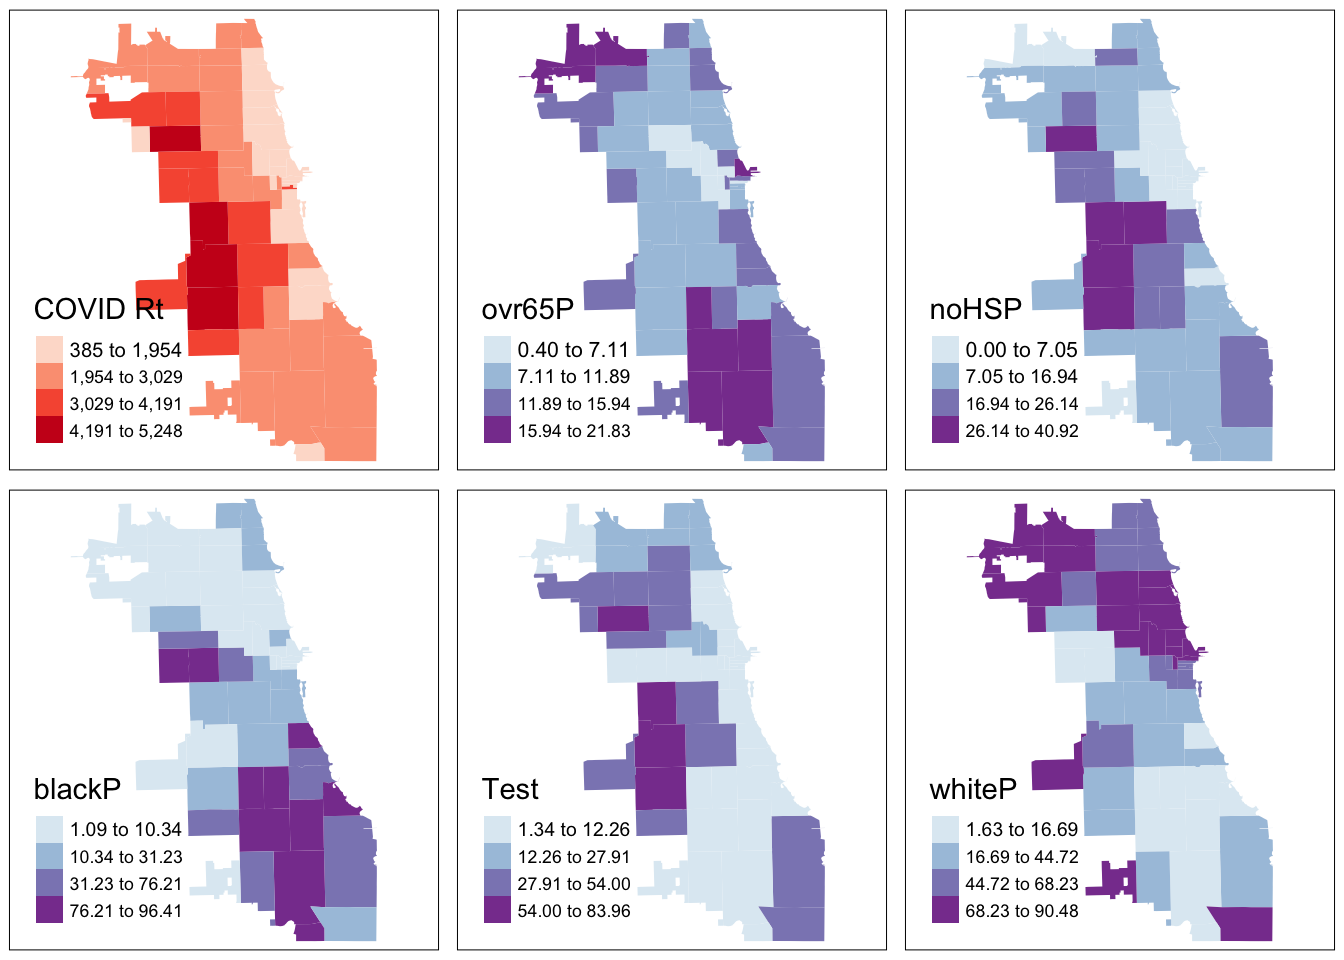 COVID Rt
385 to 1,954
1,954 to 3,029
3,029 to 4,191
4,191 to 5,248
ovr65P
0.40 to 7.11
7.11 to 11.89
11.89 to 15.94
15.94 to 21.83
noHSP
0.00 to 7.05
7.05 to 16.94
16.94 to 26.14
26.14 to 40.92
blackP
1.09 to 10.34
10.34 to 31.23
31.23 to 76.21
76.21 to 96.41
Test
1.34 to 12.26
12.26 to 27.91
27.91 to 54.00
54.00 to 83.96
whiteP
1.63 to 16.69
16.69 to 44.72
44.72 to 68.23
68.23 to 90.48